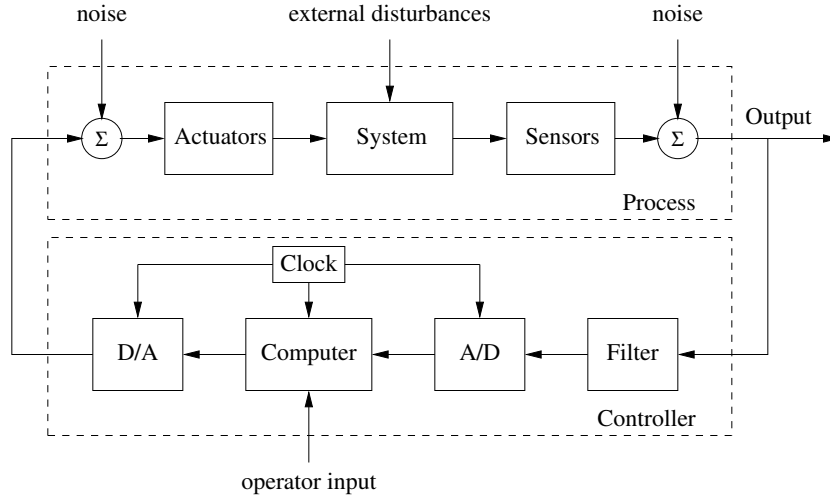 noise
external disturbances
noise
Σ
Actuators
System
Sensors
Σ
Output
Process
Clock
D/A
Computer
A/D
Filter
Controller
operator input